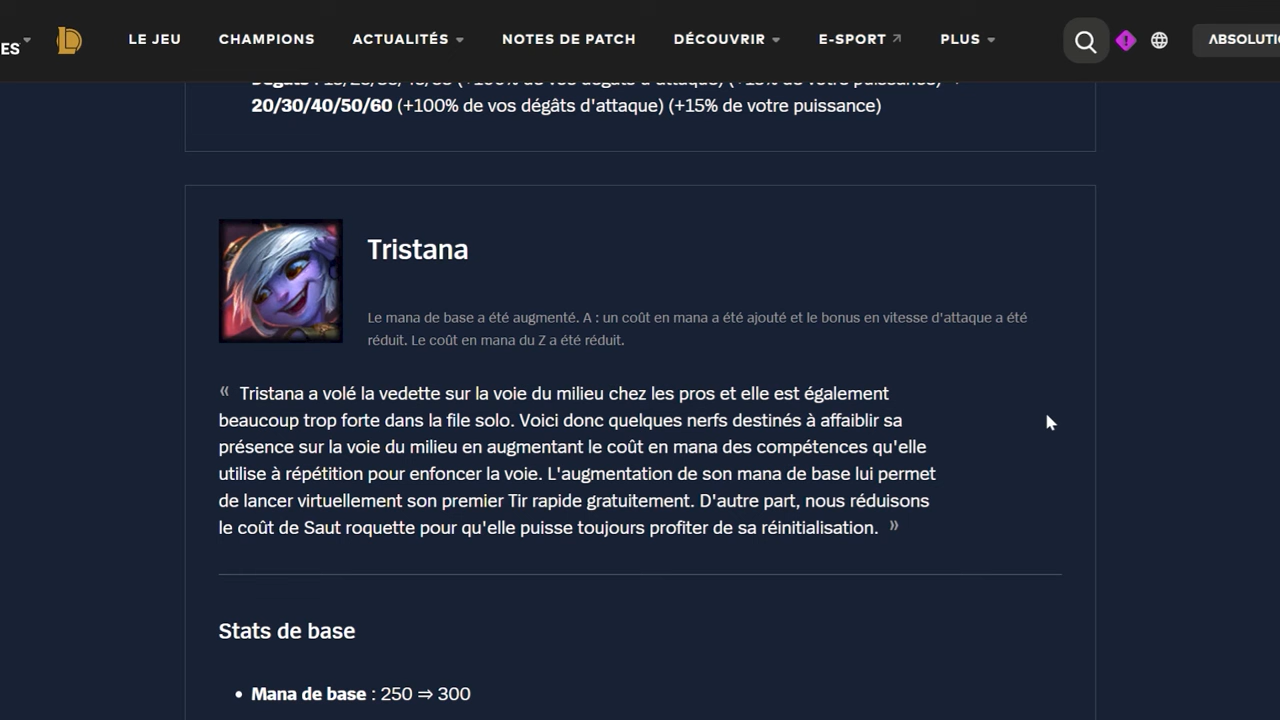 ES
LE JEU
CHAMPIONS
ACTUALITÉS
NOTES DE PATCH
DÉCOUVRIR
E-SPORT
PLUS
20/30/40/50/60 (+100% de vos dégâts d'attaque) (+15% de votre puissance)
Tristana
Le mana de base a été augmenté. A : un coût en mana a été ajouté et le bonus en vitesse d'attaque a été
réduit. Le coût en mana du Z a été réduit.
« Tristana a volé la vedette sur la voie du milieu chez les pros et elle est également
beaucoup trop forte dans la file solo. Voici donc quelques nerfs destinés à affaiblir sa
présence sur la voie du milieu en augmentant le coût en mana des compétences qu'elle
utilise à répétition pour enfoncer la voie. L'augmentation de son mana de base lui permet
de lancer virtuellement son premier Tir rapide gratuitement. D'autre part, nous réduisons
le coût de Saut roquette pour qu'elle puisse toujours profiter de sa réinitialisation. »
Stats de base
• Mana de base : 250 ⇒ 300